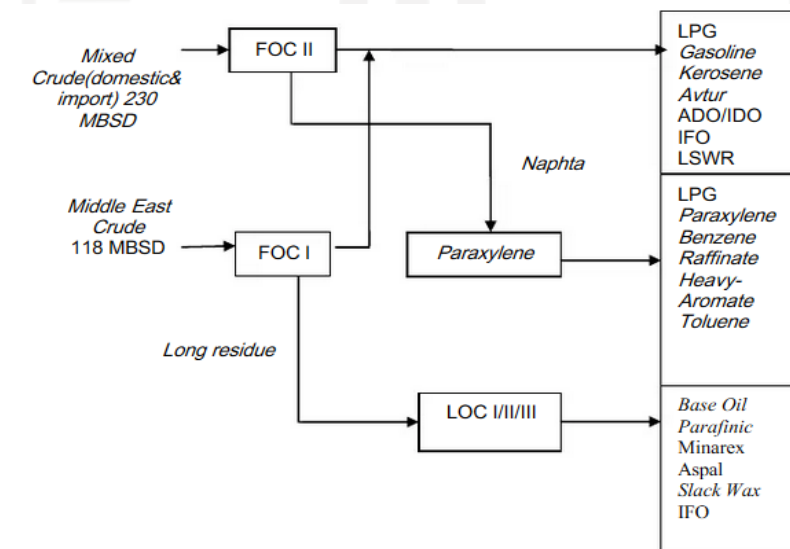 Mixed
Crude(domestic&
import) 230
MBSD
FOC II
LPG
Gasoline
Kerosene
Avtur
ADO/IDO
IFO
LSWR
Naphta
Middle East
Crude
118 MBSD
FOC I
Paraxylene
LPG
Paraxylene
Benzene
Raffinate
Heavy-
Aromate
Toluene
Long residue
LOC I/II/III
Base Oil
Parafinic
Minarex
Aspal
Slack Wax
IFO